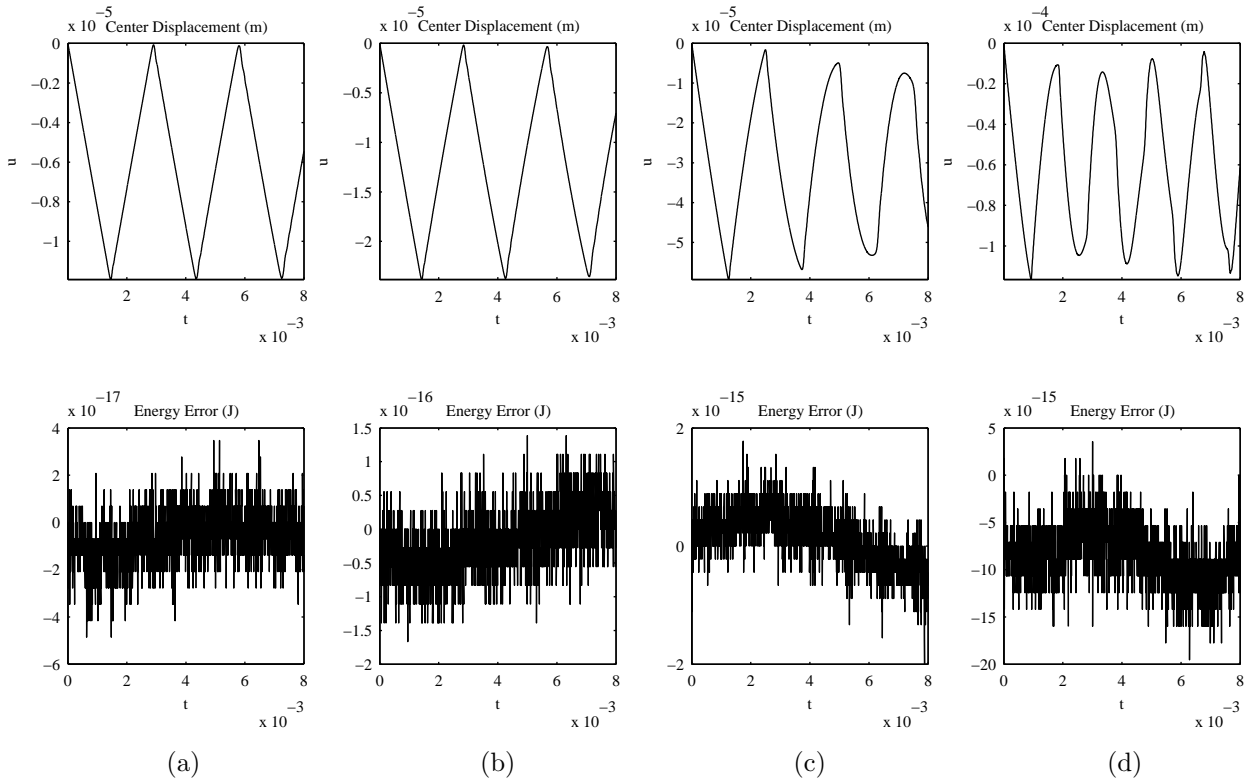 x 10⁻⁵ Center Displacement (m)
0
−0.2
−0.4
−0.6
−0.8
−1
u
2 4 6 8
t
x 10⁻³
x 10⁻⁵ Center Displacement (m)
0
−0.5
−1
−1.5
−2
u
2 4 6 8
t
x 10⁻³
x 10⁻⁵ Center Displacement (m)
0
−1
−2
−3
−4
−5
u
2 4 6 8
t
x 10⁻³
x 10⁻⁴ Center Displacement (m)
0
−0.2
−0.4
−0.6
−0.8
−1
u
2 4 6 8
t
x 10⁻³
x 10⁻¹⁷ Energy Error (J)
4
2
0
−2
−4
−6
0 2 4 6 8
t
x 10⁻³
x 10⁻¹⁶ Energy Error (J)
1.5
1
0.5
0
−0.5
−1
−1.5
−2
0 2 4 6 8
t
x 10⁻³
x 10⁻¹⁵ Energy Error (J)
2
0
−2
0 2 4 6 8
t
x 10⁻³
x 10⁻¹⁵ Energy Error (J)
5
0
−5
−10
−15
−20
0 2 4 6 8
t
x 10⁻³
(a) (b) (c) (d)